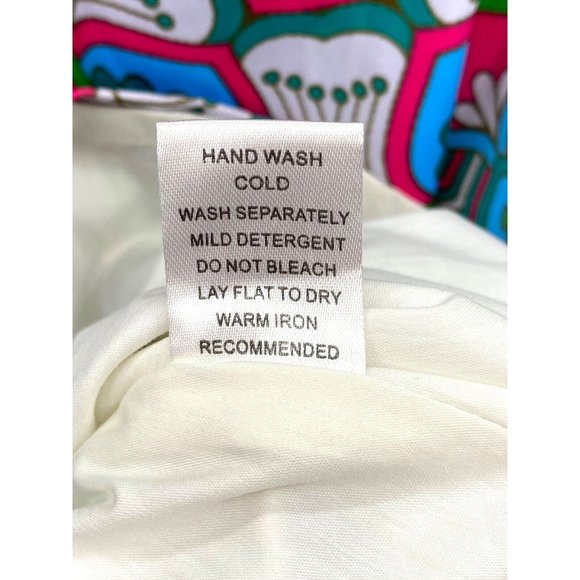 HAND WASH
COLD
WASH SEPARATELY
MILD DETERGENT
DO NOT BLEACH
LAY FLAT TO DRY
WARM IRON
RECOMMENDED